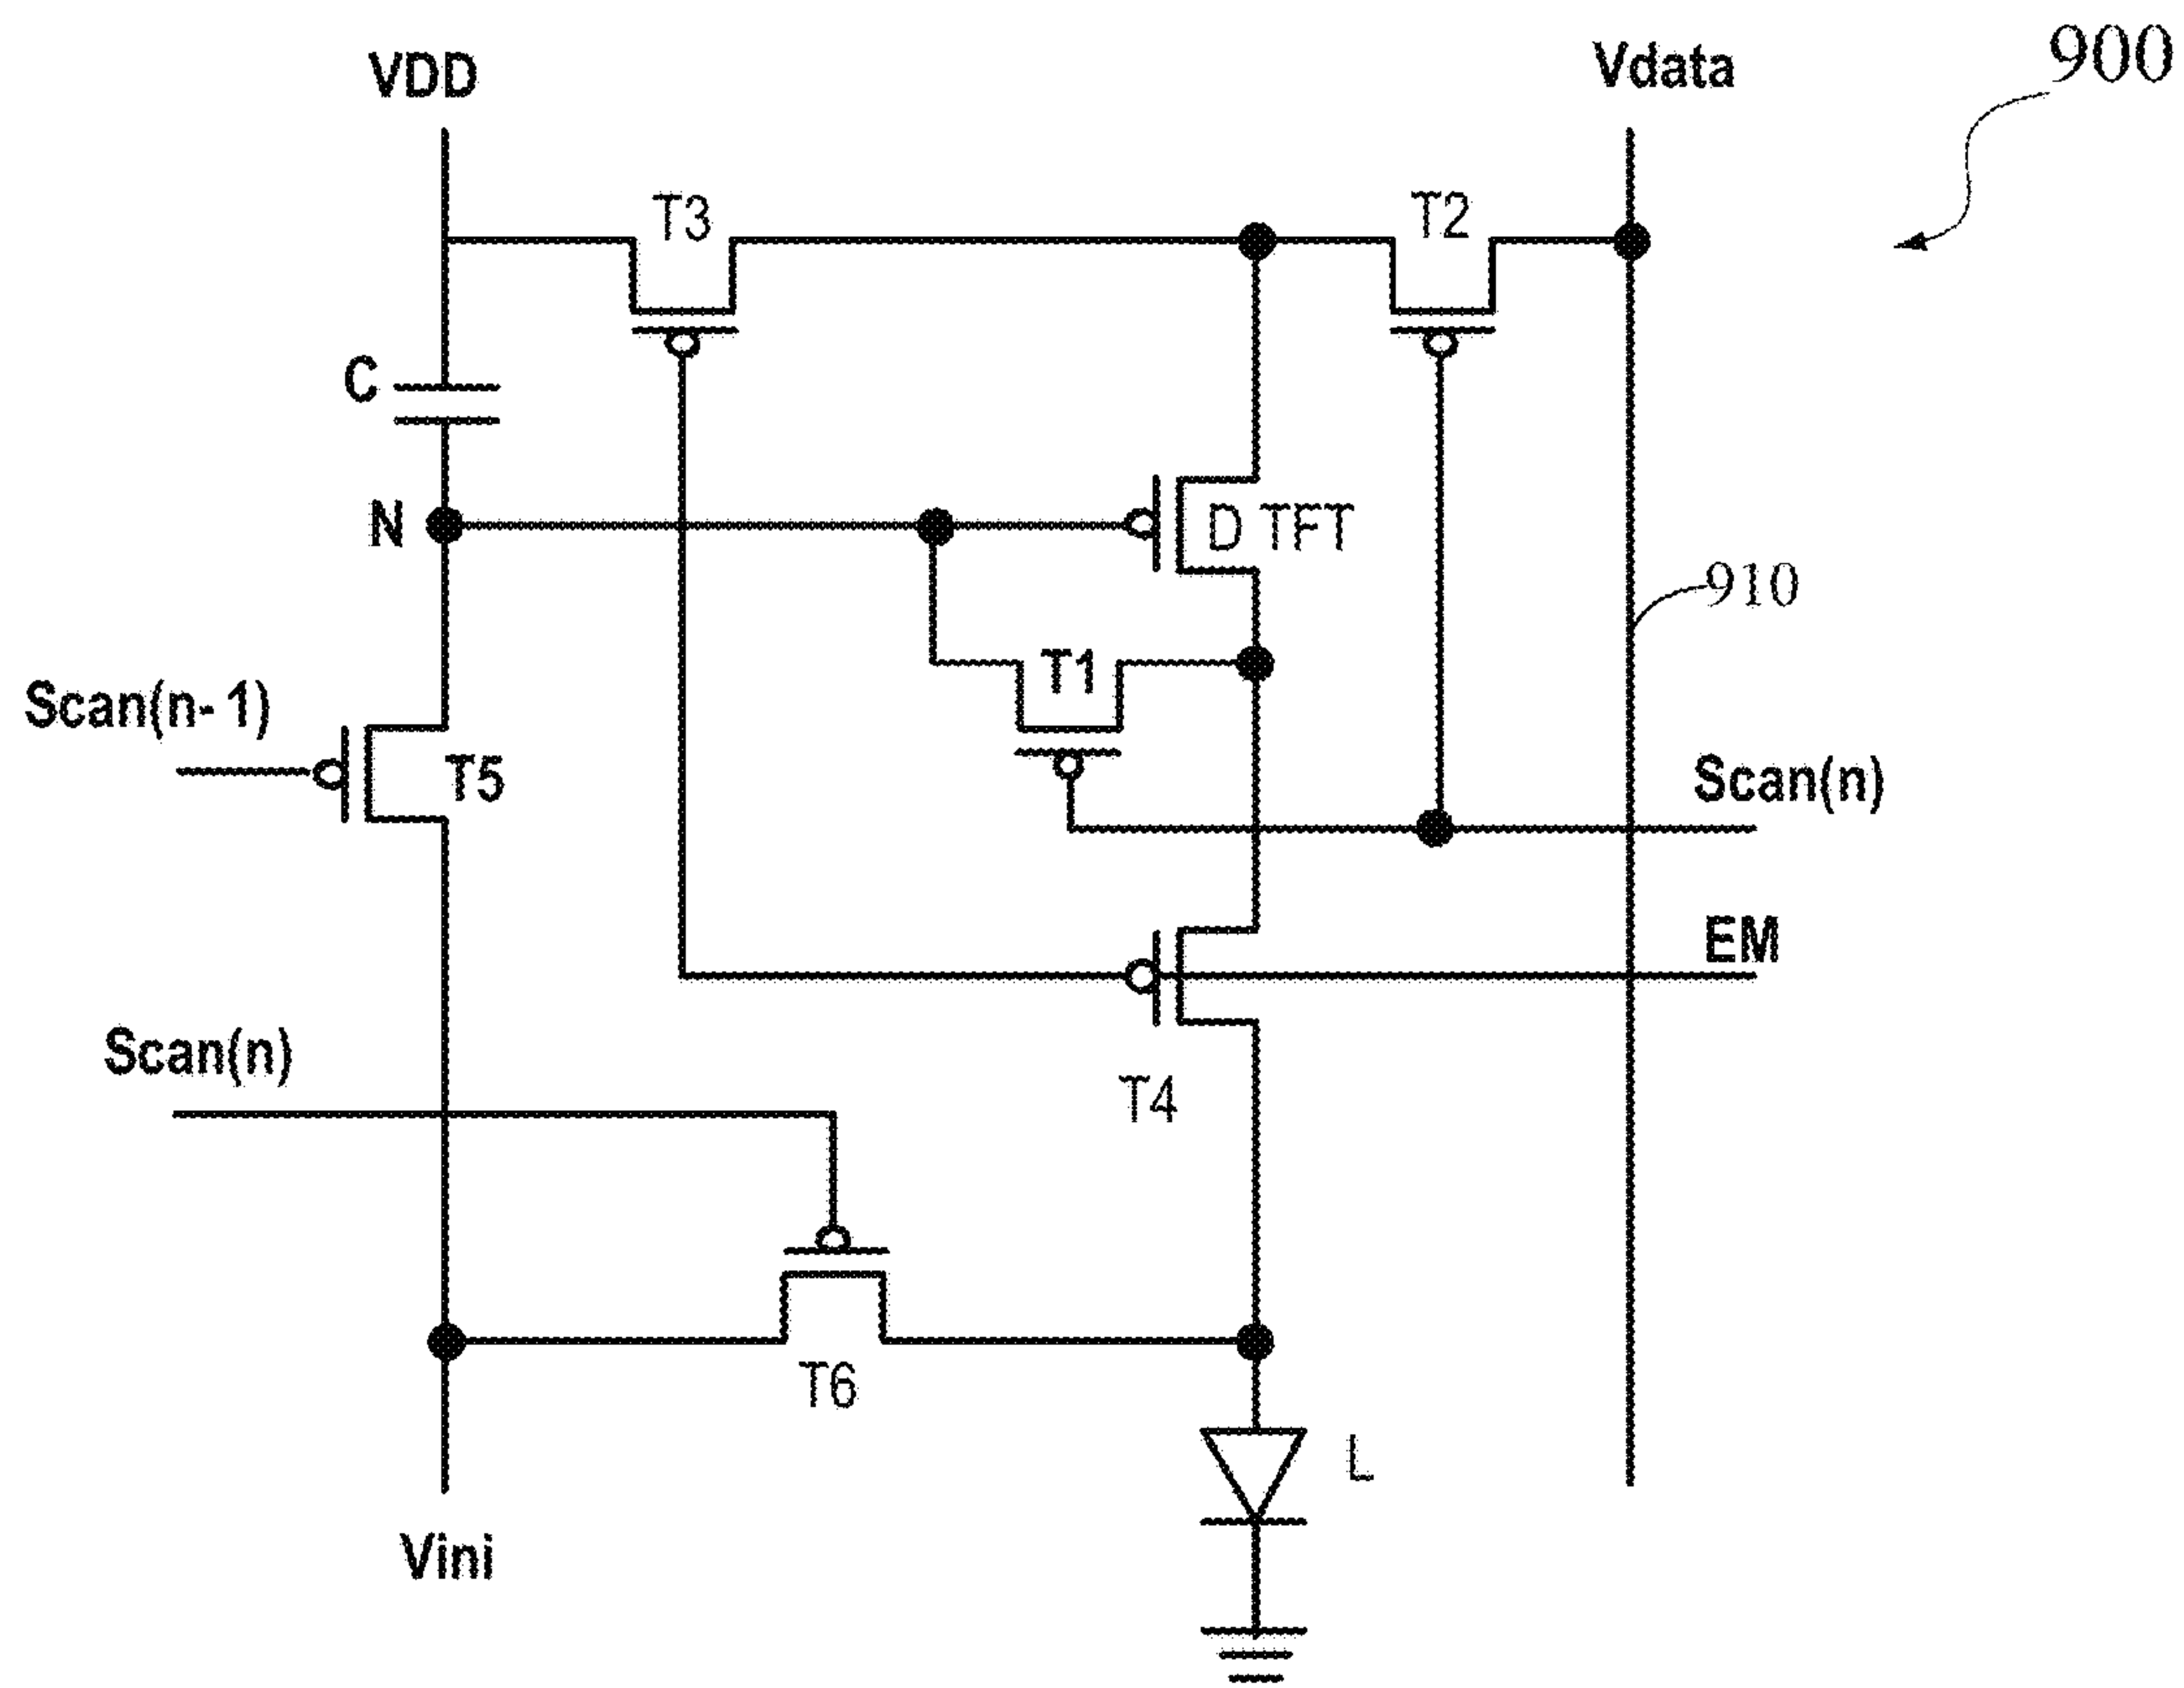 900
VDD
Vdata
T3
T2
C
N
D TFT
910
T1
Scan(n- 1)
T5
Scan(n)
EM
Scan(n)
T4
T6
L
Vini